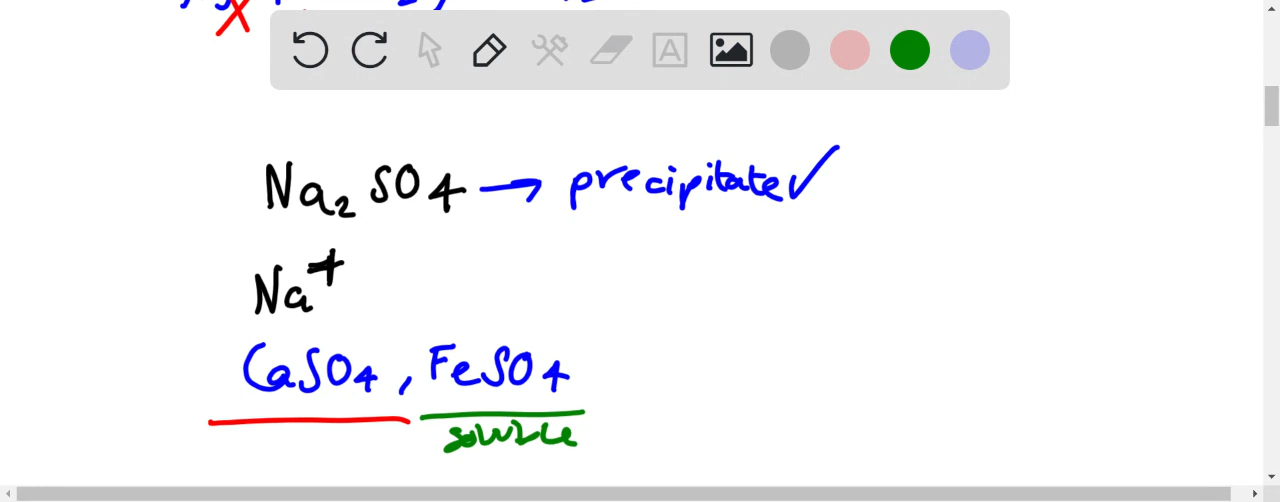 Na₂SO₄ → precipitate ✓
Na⁺
CaSO₄, FeSO₄
soluble